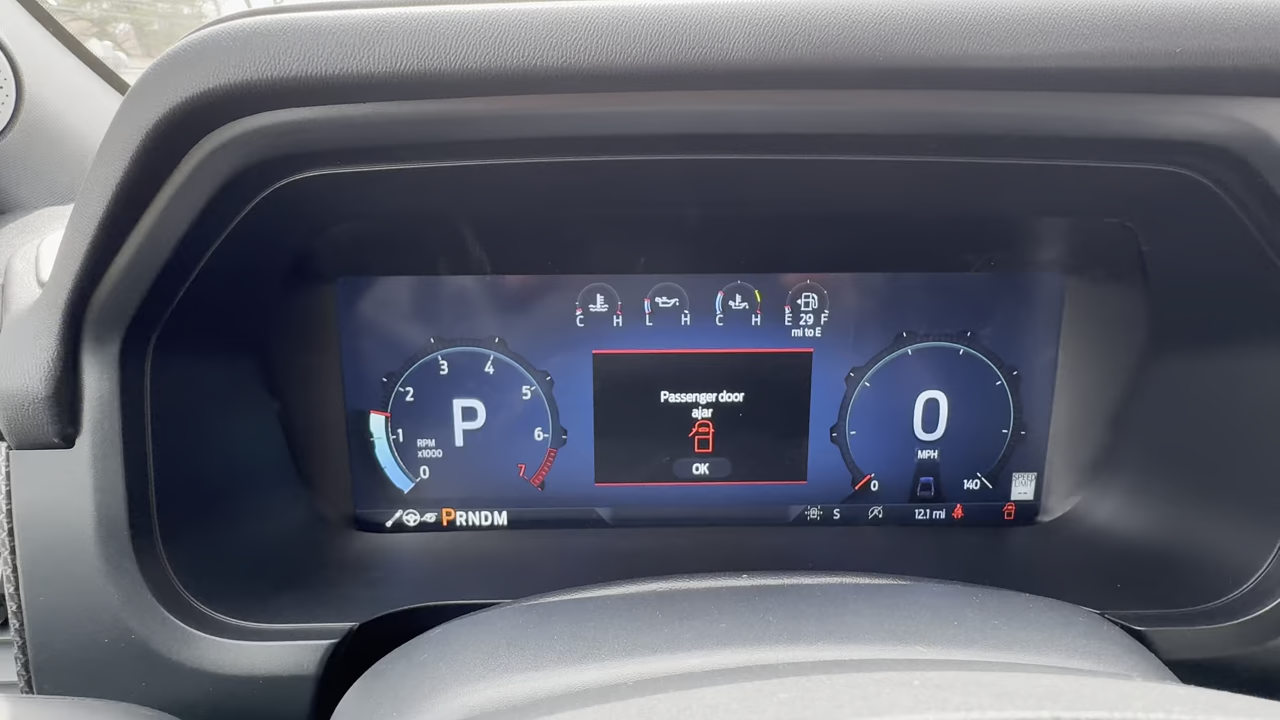 C H
L H
C H
E 29 F
mi to E
0
1
2
3
4
5
6
7
RPM
x1000
P
Passenger door
ajar
OK
0
MPH
0
140
SPEED
LIMIT
--
PRNDM
S
12.1 mi